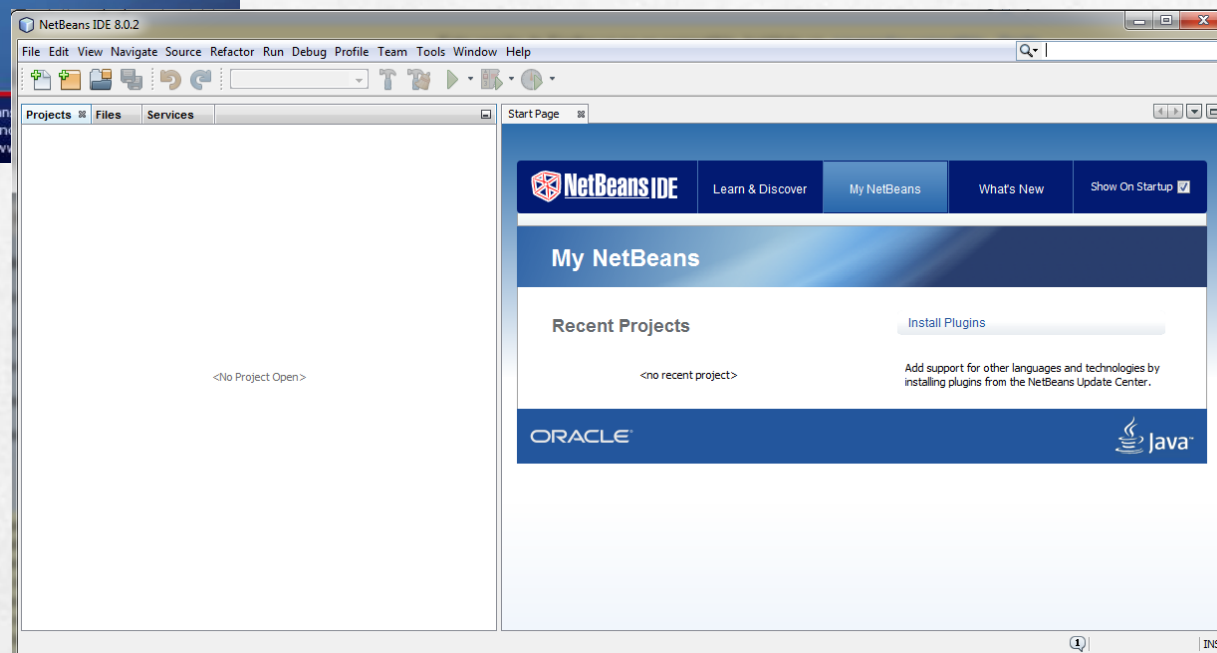 NetBeans IDE 8.0.2
File Edit View Navigate Source Refactor Run Debug Profile Team Tools Window Help
Projects Files Services
Start Page
NetBeans IDE
Learn & Discover
My NetBeans
What's New
Show On Startup
My NetBeans
Recent Projects
<no recent project>
Install Plugins
Add support for other languages and technologies by
installing plugins from the NetBeans Update Center.
<No Project Open>
ORACLE
Java
1
INS